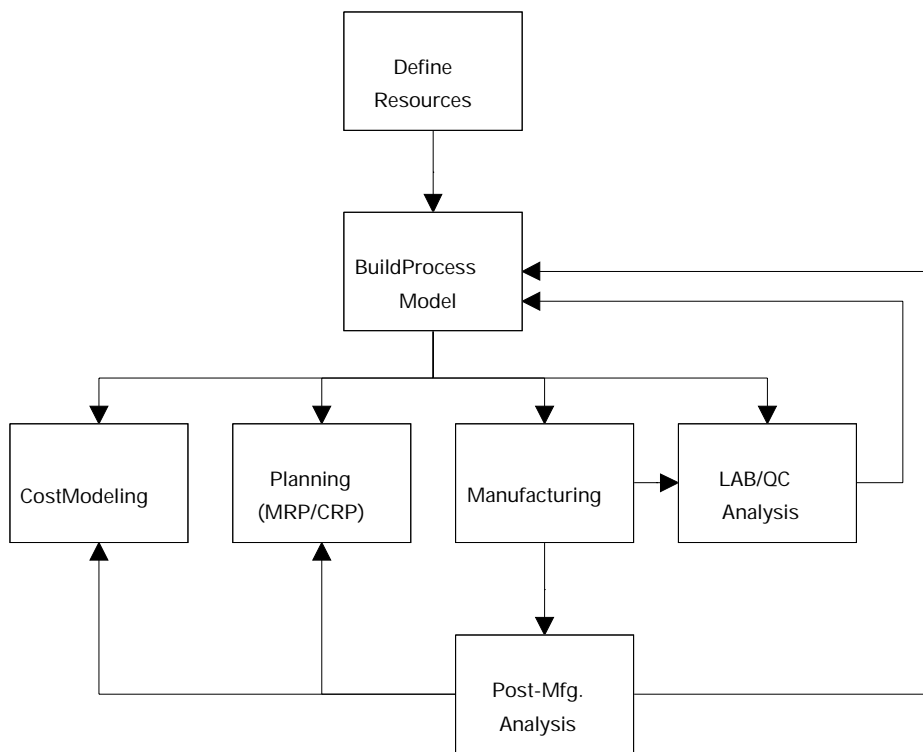 Define
Resources
BuildProcess
Model
CostModeling
Planning
(MRP/CRP)
Manufacturing
LAB/QC
Analysis
Post-Mfg.
Analysis